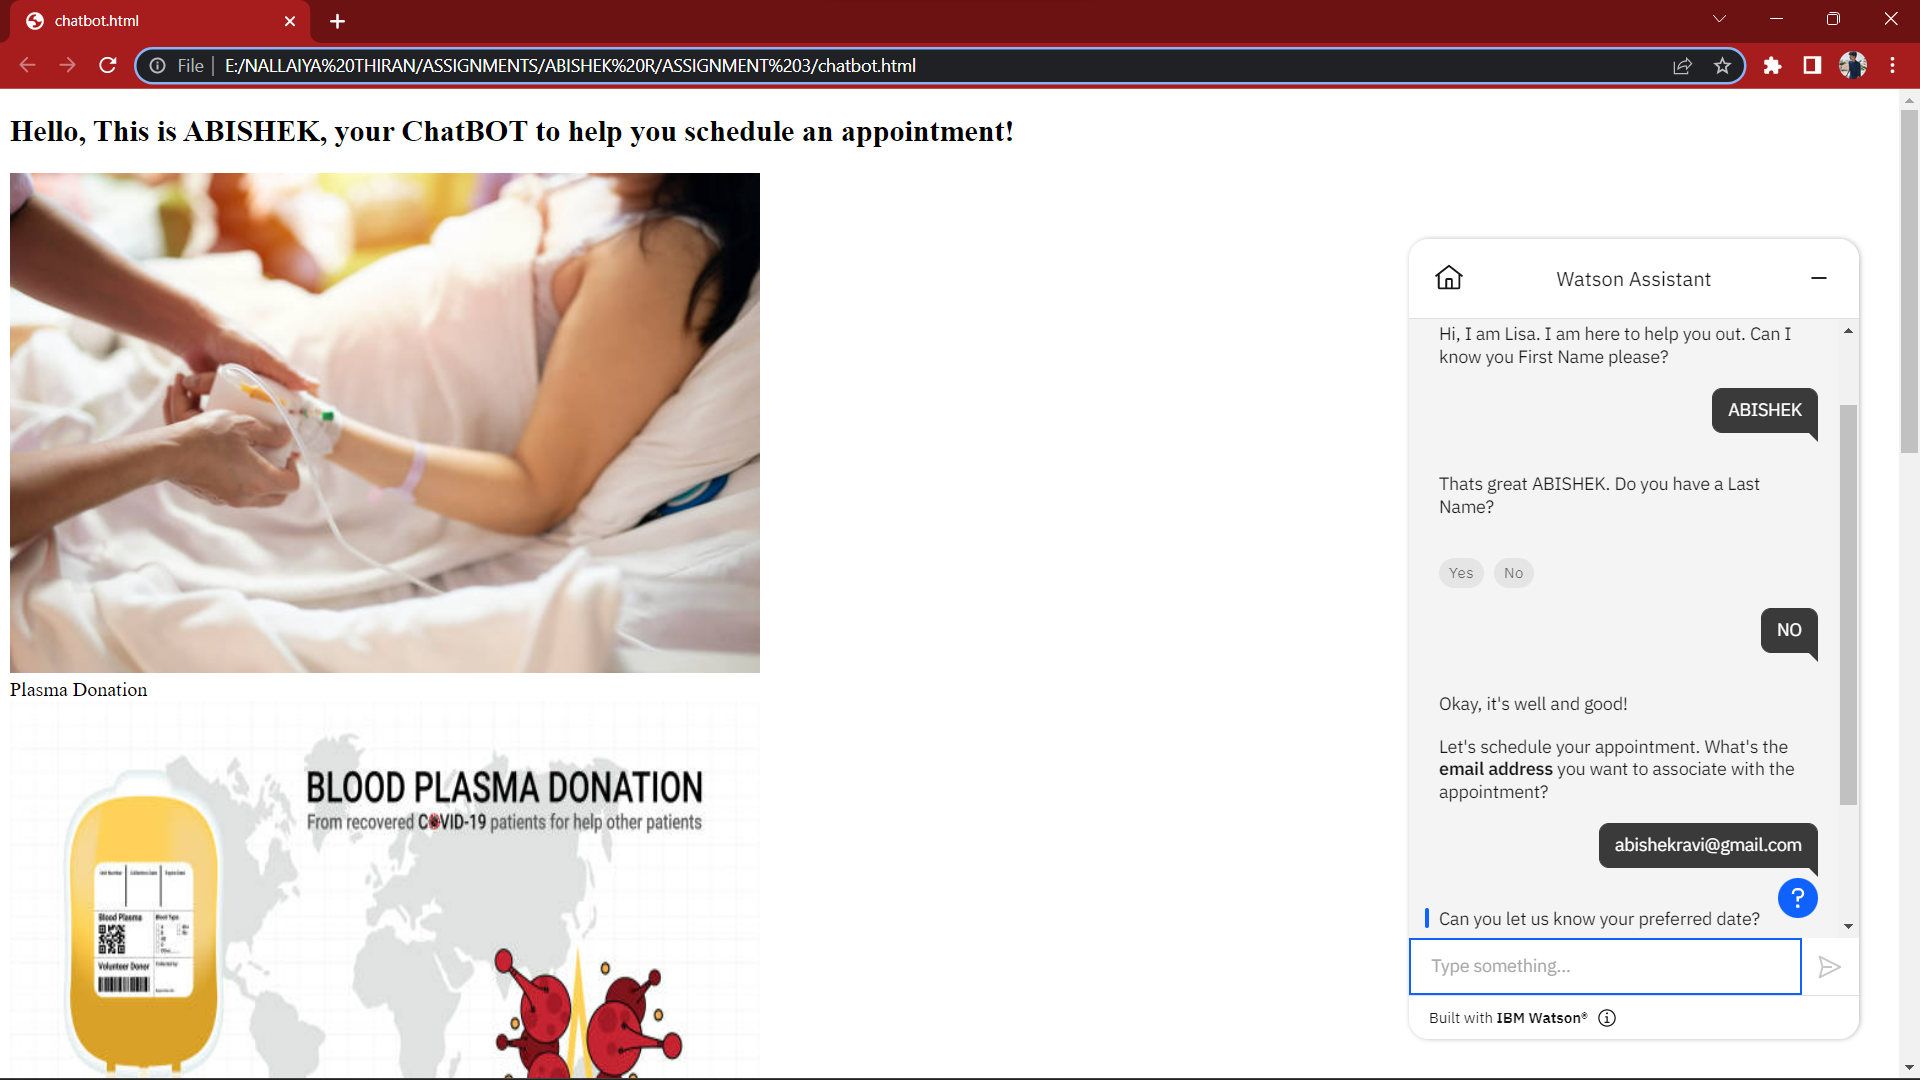 chatbot.html
File
E:/NALLAIYA%20THIRAN/ASSIGNMENTS/ABISHEK%20R/ASSIGNMENT%203/chatbot.html
Hello, This is ABISHEK, your ChatBOT to help you schedule an appointment!
Plasma Donation
BLOOD PLASMA DONATION
From recovered COVID-19 patients for help other patients
Blood Plasma
Blood Type
Volunteer Donor
Watson Assistant
Hi, I am Lisa. I am here to help you out. Can I
know you First Name please?
ABISHEK
Thats great ABISHEK. Do you have a Last
Name?
Yes
No
NO
Okay, it's well and good!
Let's schedule your appointment. What's the
email address you want to associate with the
appointment?
abishekravi@gmail.com
?
Can you let us know your preferred date?
Type something...
Built with IBM Watson®